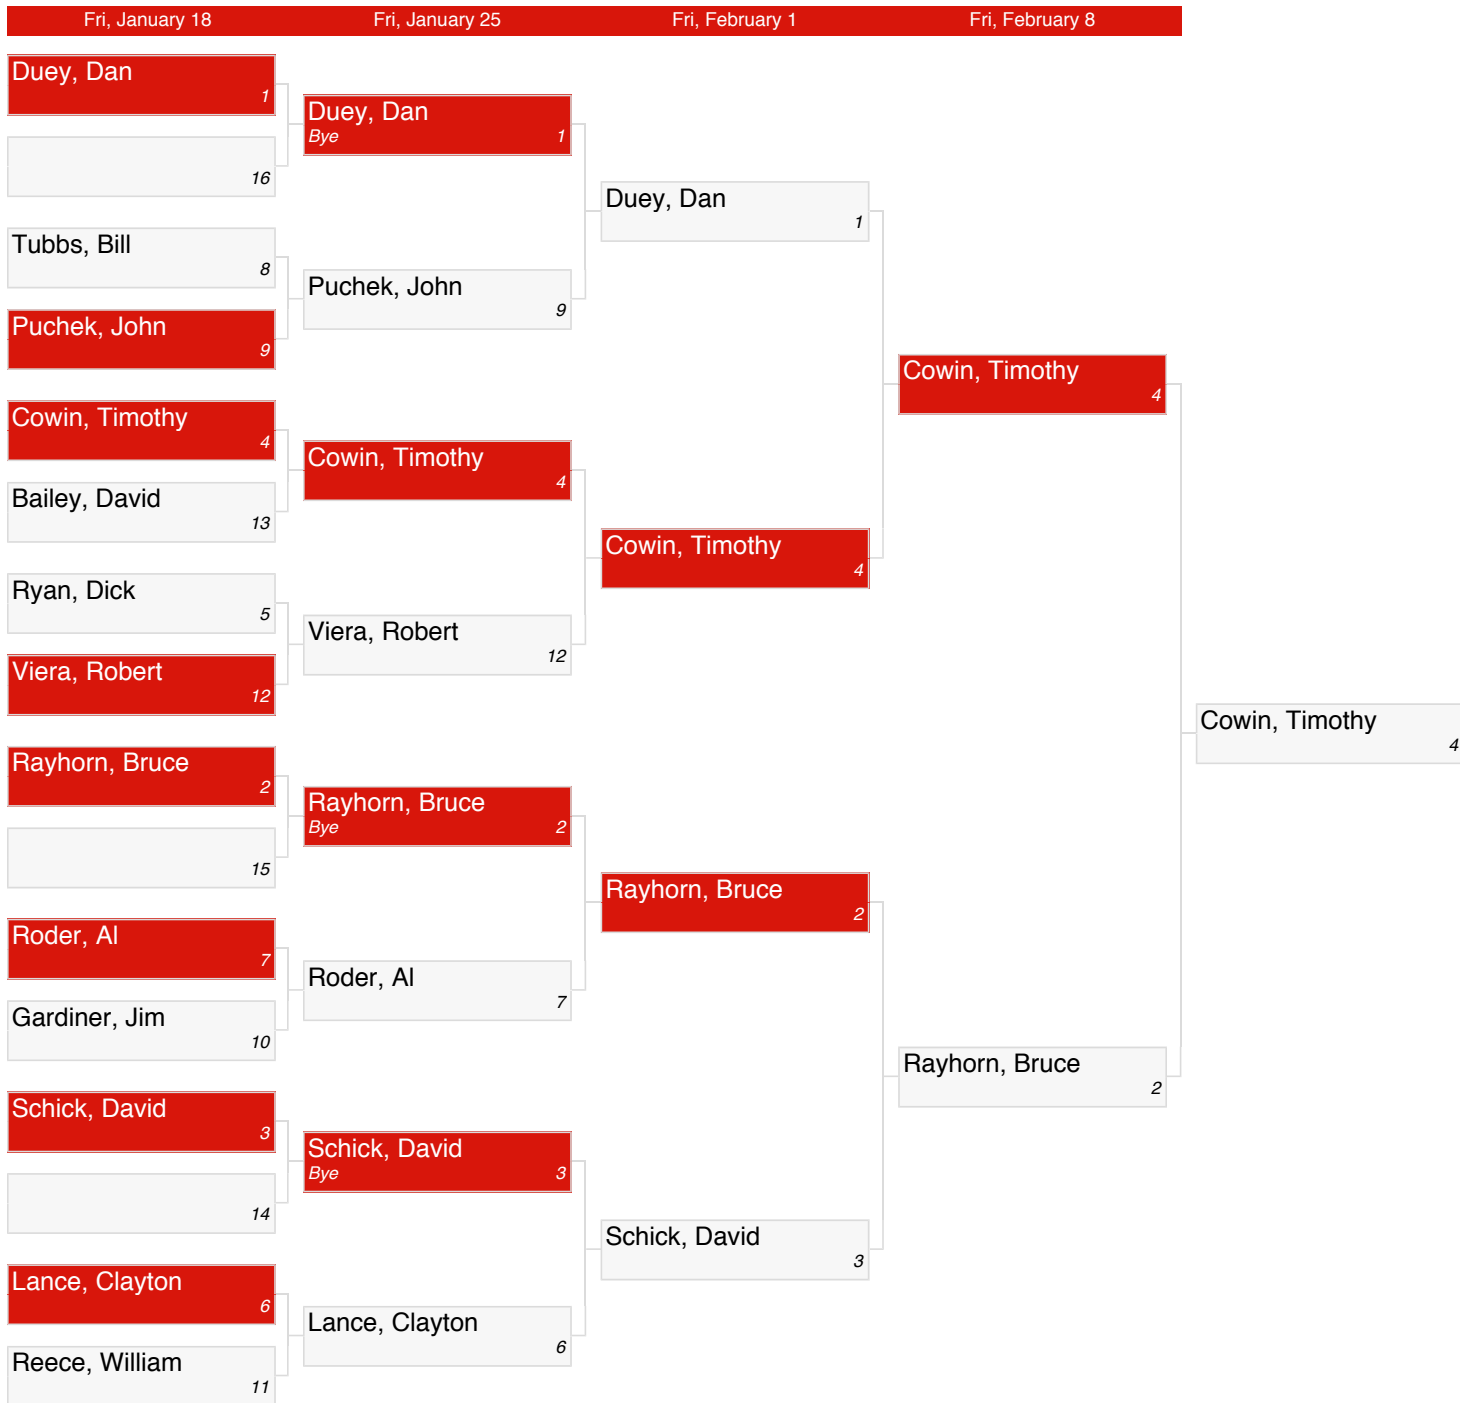 Fri, January 18
Fri, January 25
Fri, February 1
Fri, February 8
Duey, Dan
1
16
Tubbs, Bill
8
Puchek, John
9
Cowin, Timothy
4
Bailey, David
13
Ryan, Dick
5
Viera, Robert
12
Rayhorn, Bruce
2
15
Roder, Al
7
Gardiner, Jim
10
Schick, David
3
14
Lance, Clayton
6
Reece, William
11
Duey, Dan
Bye 1
Puchek, John
9
Cowin, Timothy
4
Viera, Robert
12
Rayhorn, Bruce
Bye 2
Roder, Al
7
Schick, David
Bye 3
Lance, Clayton
6
Duey, Dan
1
Cowin, Timothy
4
Rayhorn, Bruce
2
Schick, David
3
Cowin, Timothy
4
Rayhorn, Bruce
2
Cowin, Timothy
4